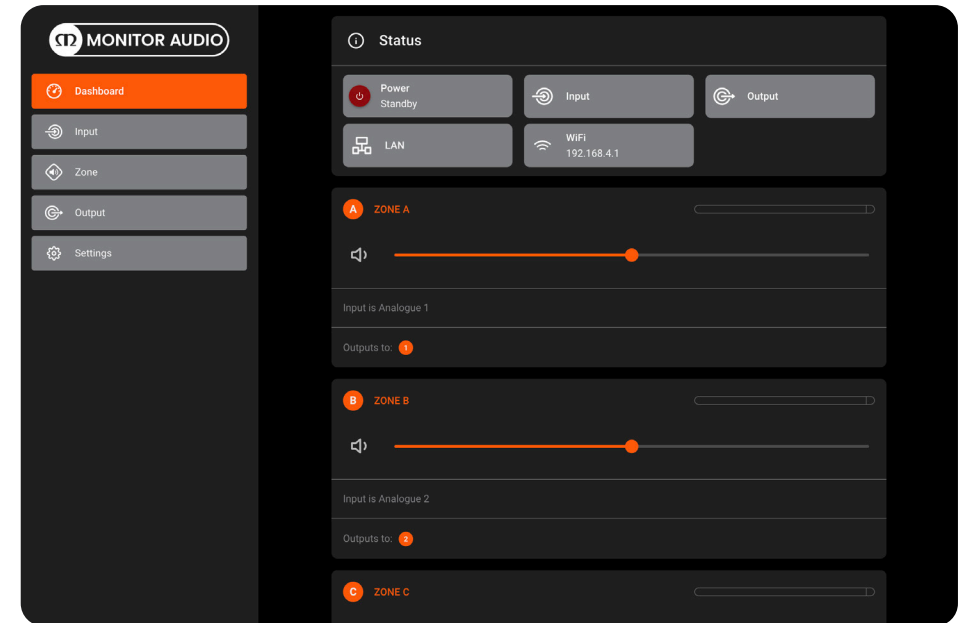 MONITOR AUDIO
Dashboard
Input
Zone
Output
Settings
Status
Power
Standby
Input
Output
LAN
WiFi
192.168.4.1
A ZONE A
Input is Analogue 1
Outputs to: 1
B ZONE B
Input is Analogue 2
Outputs to: 2
C ZONE C